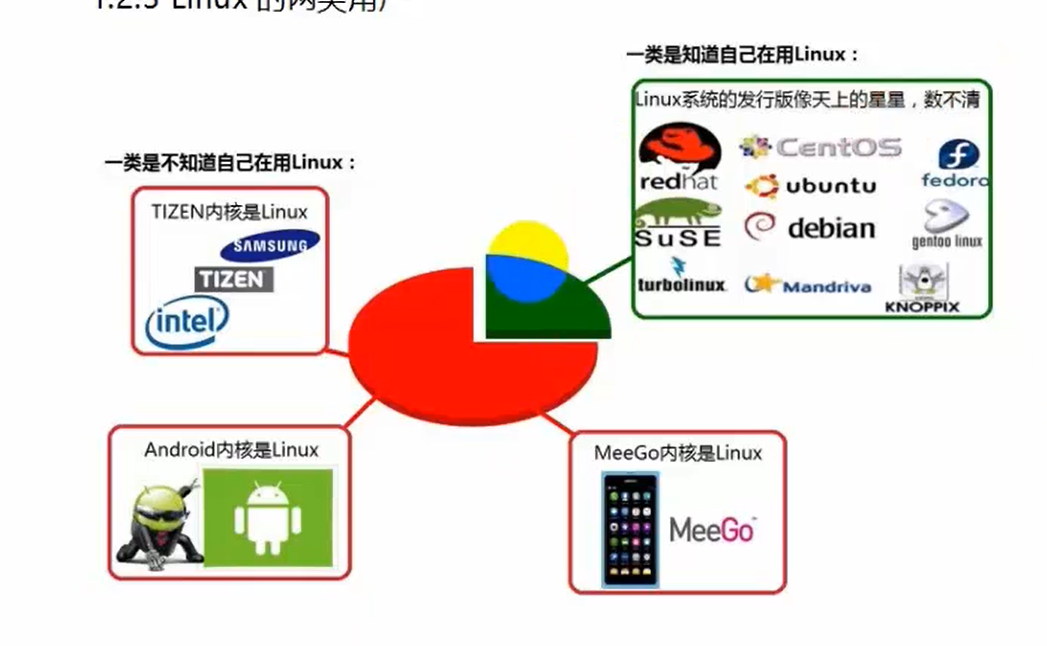 1.2.3 Linux 的两类用户
一类是知道自己在用Linux：
Linux系统的发行版像天上的星星，数不清
redhat
CentOS
fedora
ubuntu
SuSE
debian
gentoo linux
turbolinux
Mandriva
KNOPPIX
一类是不知道自己在用Linux：
TIZEN内核是Linux
SAMSUNG
TIZEN
intel
Android内核是Linux
MeeGo内核是Linux
MeeGo